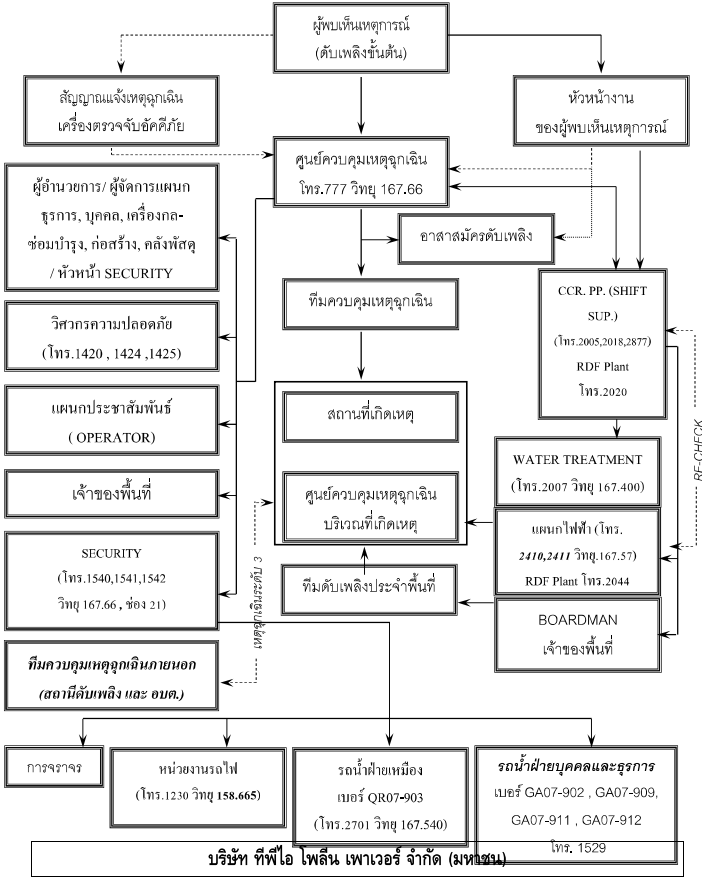 ผู้พบเห็นเหตุการณ์
(ดับเพลิงขั้นต้น)
สัญญาณแจ้งเหตุฉุกเฉิน
เครื่องตรวจจับอัคคีภัย
หัวหน้างาน
ของผู้พบเห็นเหตุการณ์
ศูนย์ควบคุมเหตุฉุกเฉิน
โทร.777 วิทยุ 167.66
ผู้อำนวยการ/ ผู้จัดการแผนก
ธุรการ, บุคคล, เครื่องกล-
ซ่อมบำรุง, ก่อสร้าง, คลังพัสดุ
/ หัวหน้า SECURITY
อาสาสมัครดับเพลิง
ทีมควบคุมเหตุฉุกเฉิน
CCR. PP. (SHIFT
SUP.)
(โทร.2005,2018,2877)
RDF Plant
โทร.2020
วิศวกรความปลอดภัย
(โทร.1420 , 1424 ,1425)
สถานที่เกิดเหตุ
แผนกประชาสัมพันธ์
( OPERATOR)
RE-CHECK
WATER TREATMENT
(โทร.2007 วิทยุ 167.400)
เจ้าของพื้นที่
ศูนย์ควบคุมเหตุฉุกเฉิน
บริเวณที่เกิดเหตุ
แผนกไฟฟ้า (โทร.
2410,2411 วิทยุ.167.57)
RDF Plant โทร.2044
SECURITY
(โทร.1540,1541,1542
วิทยุ 167.66 , ช่อง 21)
เหตุฉุกเฉินระดับ 3
ทีมดับเพลิงประจำพื้นที่
BOARDMAN
เจ้าของพื้นที่
ทีมควบคุมเหตุฉุกเฉินภายนอก
(สถานีดับเพลิง และ อบต.)
การจราจร
หน่วยงานรถไฟ
(โทร.1230 วิทยุ 158.665)
รถน้ำฝ่ายเหมือง
เบอร์ QR07-903
(โทร.2701 วิทยุ 167.540)
รถน้ำฝ่ายบุคคลและธุรการ
เบอร์ GA07-902 , GA07-909,
GA07-911 , GA07-912
โทร. 1529
บริษัท ทีพีไอ โพลีน เพาเวอร์ จำกัด (มหาชน)